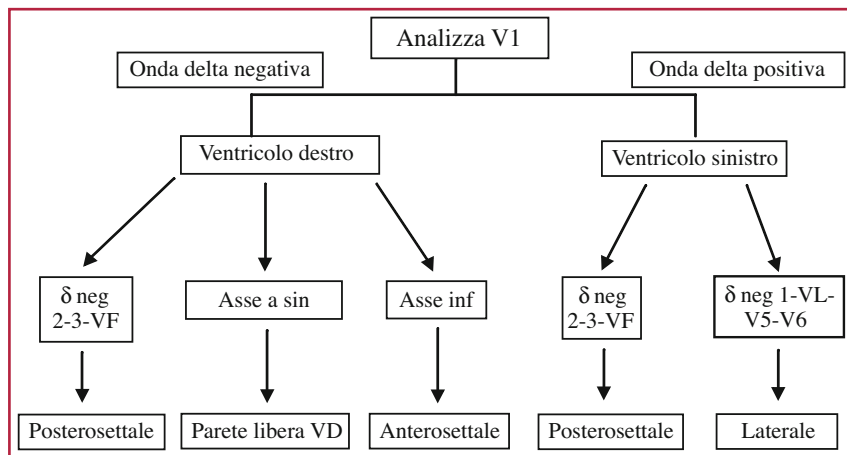 Analizza V1
Onda delta negativa
Onda delta positiva
Ventricolo destro
Ventricolo sinistro
δ neg
2-3-VF
Asse a sin
Asse inf
δ neg
2-3-VF
δ neg 1-VL-
V5-V6
Posterosettale
Parete libera VD
Anterosettale
Posterosettale
Laterale